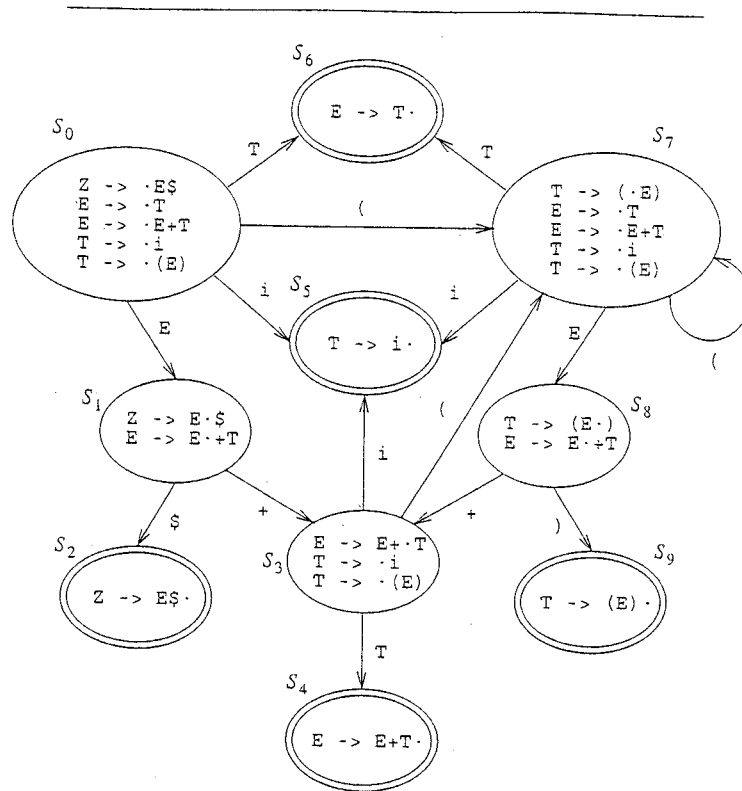 S6
E -> T·
S0
S7
T
T
Z -> ·E$
E -> ·T
E -> ·E+T
T -> ·i
T -> ·(E)
(
T -> (·E)
E -> ·T
E -> ·E+T
T -> ·i
T -> ·(E)
i
S5
i
T -> i·
(
E
E
S1
Z -> E·$
E -> E·+T
(
S8
T -> (E·)
E -> E·+T
i
$
+
+
)
S2
Z -> E$·
S3
E -> E+·T
T -> ·i
T -> ·(E)
S9
T -> (E)·
T
S4
E -> E+T·